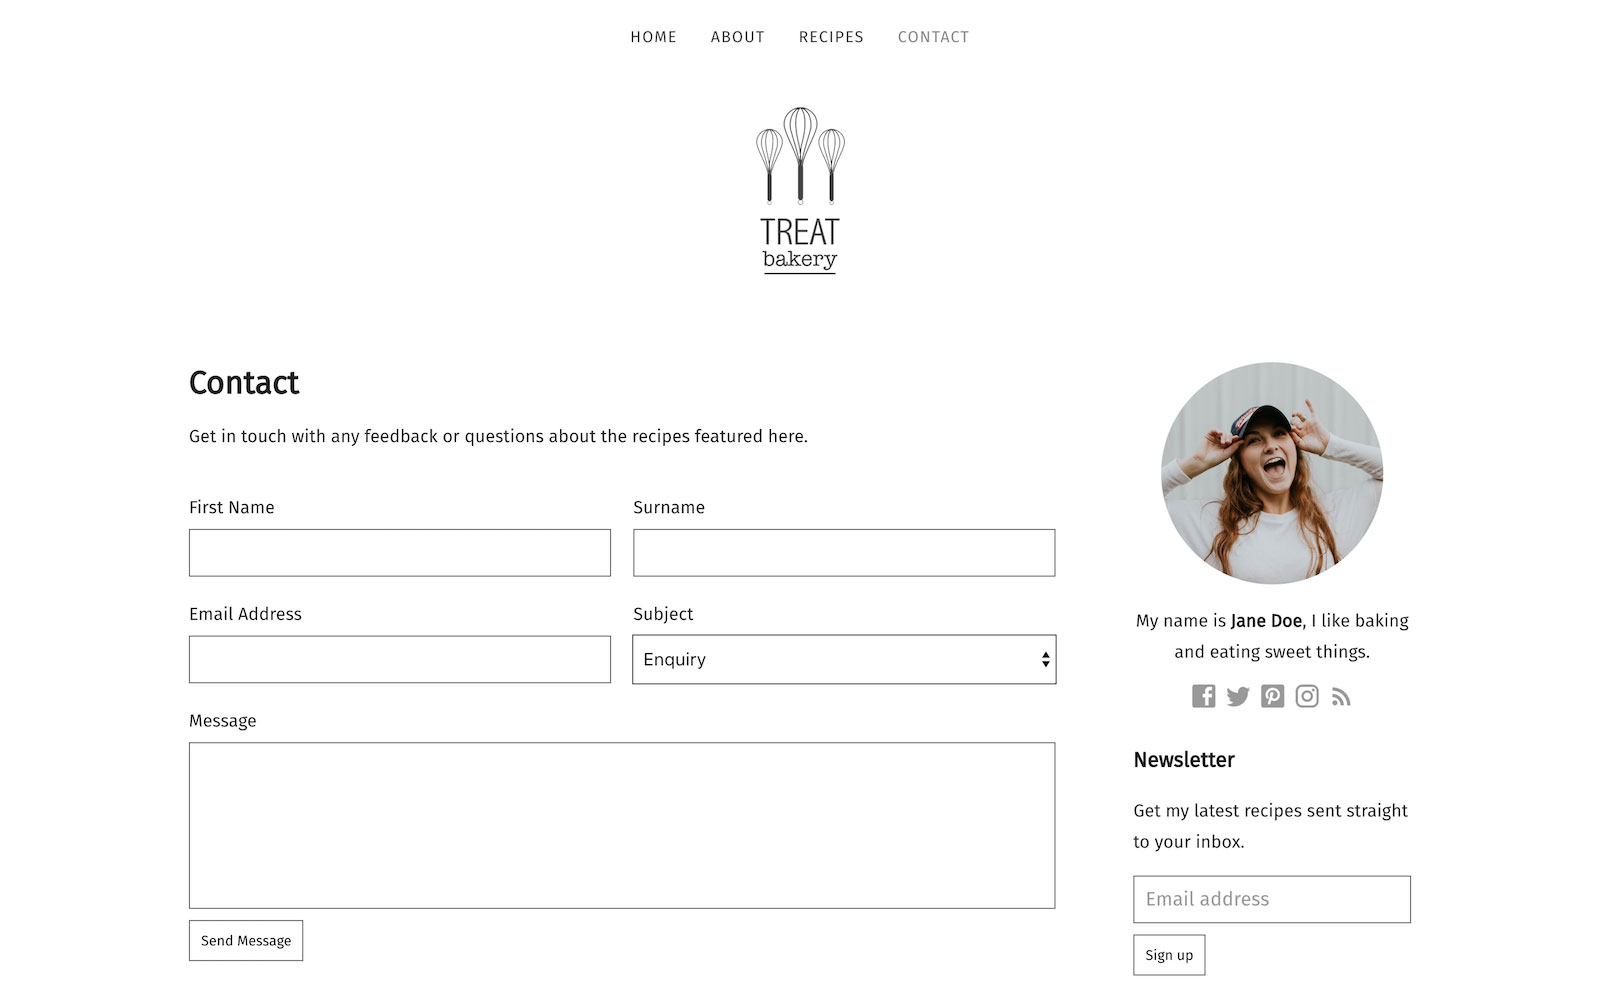 HOME ABOUT RECIPES CONTACT
TREAT
bakery
Contact
Get in touch with any feedback or questions about the recipes featured here.
First Name
Surname
Email Address
Subject
Enquiry
Message
Send Message
My name is Jane Doe, I like baking
and eating sweet things.
Newsletter
Get my latest recipes sent straight
to your inbox.
Email address
Sign up